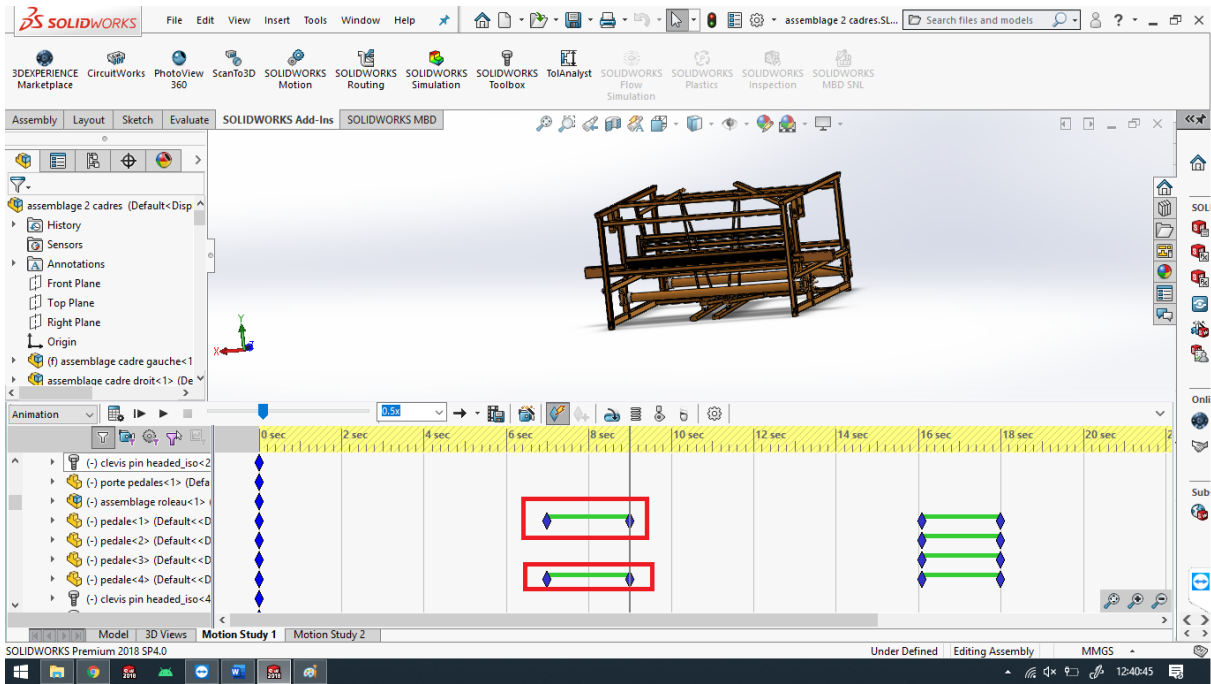 SOLIDWORKS File Edit View Insert Tools Window Help assemblage 2 cadres.SL... Search files and models ?
3DEXPERIENCE Marketplace
CircuitWorks
PhotoView 360
ScanTo3D
SOLIDWORKS Motion
SOLIDWORKS Routing
SOLIDWORKS Simulation
SOLIDWORKS Toolbox
TolAnalyst
SOLIDWORKS Flow Simulation
SOLIDWORKS Plastics
SOLIDWORKS Inspection
SOLIDWORKS MBD SNL
Assembly Layout Sketch Evaluate SOLIDWORKS Add-Ins SOLIDWORKS MBD
assemblage 2 cadres (Default<Disp
History
Sensors
Annotations
Front Plane
Top Plane
Right Plane
Origin
(f) assemblage cadre gauche<1
assemblage cadre droit<1> (De
Y
X
Z
SOL
Onli
Sub
Animation 0.5x
0 sec 2 sec 4 sec 6 sec 8 sec 10 sec 12 sec 14 sec 16 sec 18 sec 20 sec 2
(-) clevis pin headed_iso<2
(-) porte pedales<1> (Defa
(-) assemblage roleau<1> (
(-) pedale<1> (Default<<D
(-) pedale<2> (Default<<D
(-) pedale<3> (Default<<D
(-) pedale<4> (Default<<D
(-) clevis pin headed_iso<4
Model 3D Views Motion Study 1 Motion Study 2
SOLIDWORKS Premium 2018 SP4.0 Under Defined Editing Assembly MMGS
12:40:45